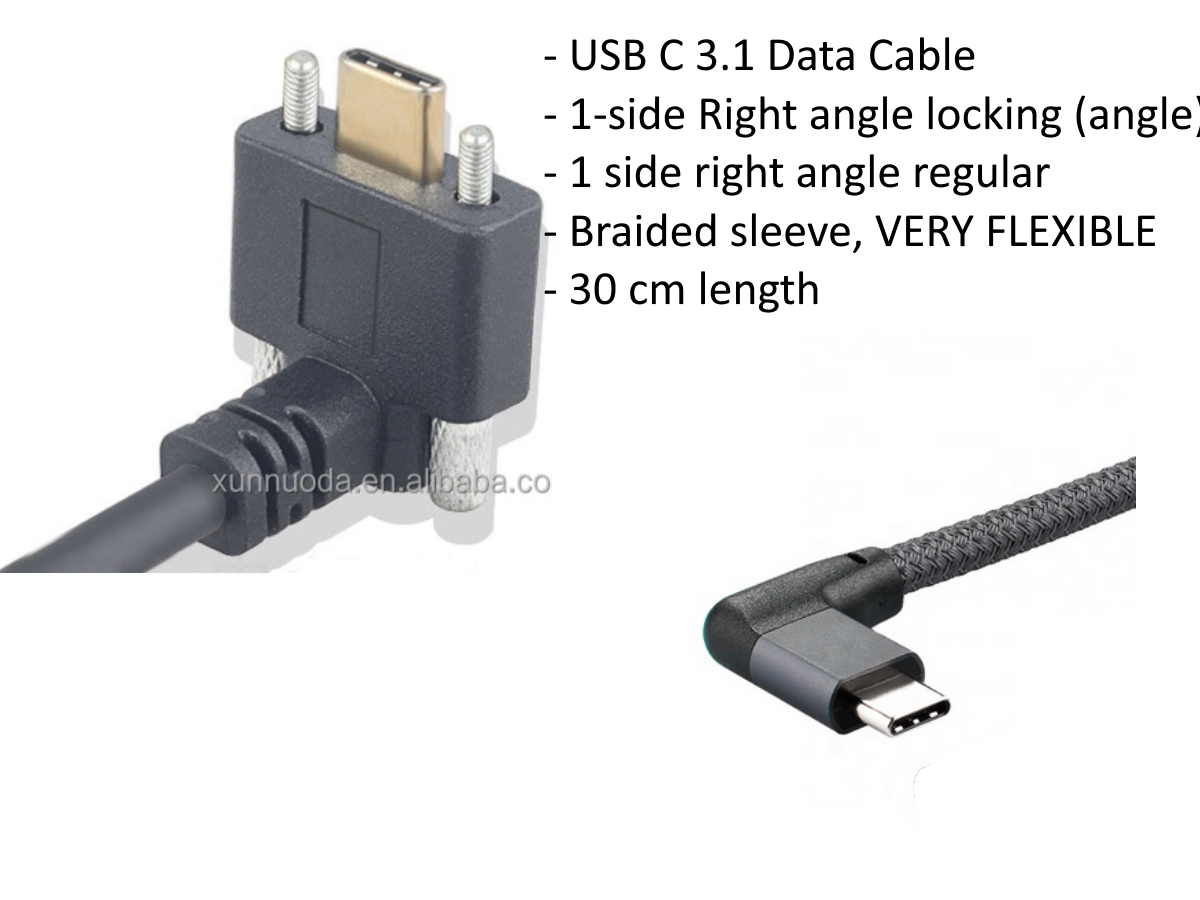 - USB C 3.1 Data Cable
- 1-side Right angle locking (angle)
- 1 side right angle regular
- Braided sleeve, VERY FLEXIBLE
- 30 cm length
xunnuoda.en.alibaba.co